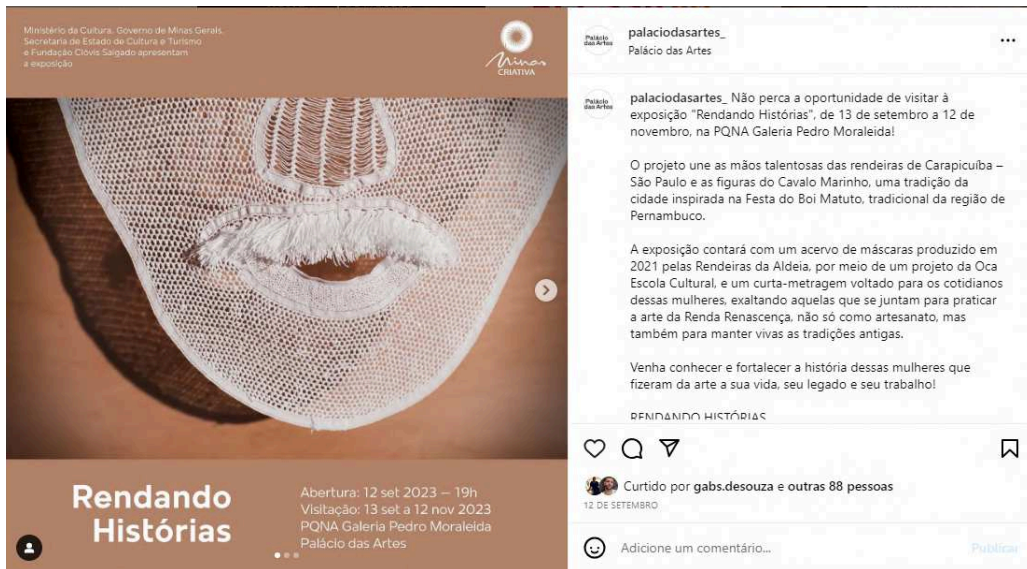 Ministério da Cultura, Governo de Minas Gerais,
Secretaria de Estado de Cultura e Turismo
e Fundação Clóvis Salgado apresentam
a exposição
Minas
CRIATIVA
Rendando
Histórias
Abertura: 12 set 2023 — 19h
Visitação: 13 set a 12 nov 2023
PQNA Galeria Pedro Moraleida
Palácio das Artes
Palácio
das Artes
palaciodasartes_
Palácio das Artes
Palácio
das Artes
palaciodasartes_ Não perca a oportunidade de visitar à
exposição "Rendando Histórias", de 13 de setembro a 12 de
novembro, na PQNA Galeria Pedro Moraleida!
O projeto une as mãos talentosas das rendeiras de Carapicuíba –
São Paulo e as figuras do Cavalo Marinho, uma tradição da
cidade inspirada na Festa do Boi Matuto, tradicional da região de
Pernambuco.
A exposição contará com um acervo de máscaras produzido em
2021 pelas Rendeiras da Aldeia, por meio de um projeto da Oca
Escola Cultural, e um curta-metragem voltado para os cotidianos
dessas mulheres, exaltando aquelas que se juntam para praticar
a arte da Renda Renascença, não só como artesanato, mas
também para manter vivas as tradições antigas.
Venha conhecer e fortalecer a história dessas mulheres que
fizeram da arte a sua vida, seu legado e seu trabalho!
RENDANDO HISTÓRIAS
Curtido por gabs.desouza e outras 88 pessoas
12 DE SETEMBRO
Adicione um comentário...
Publicar